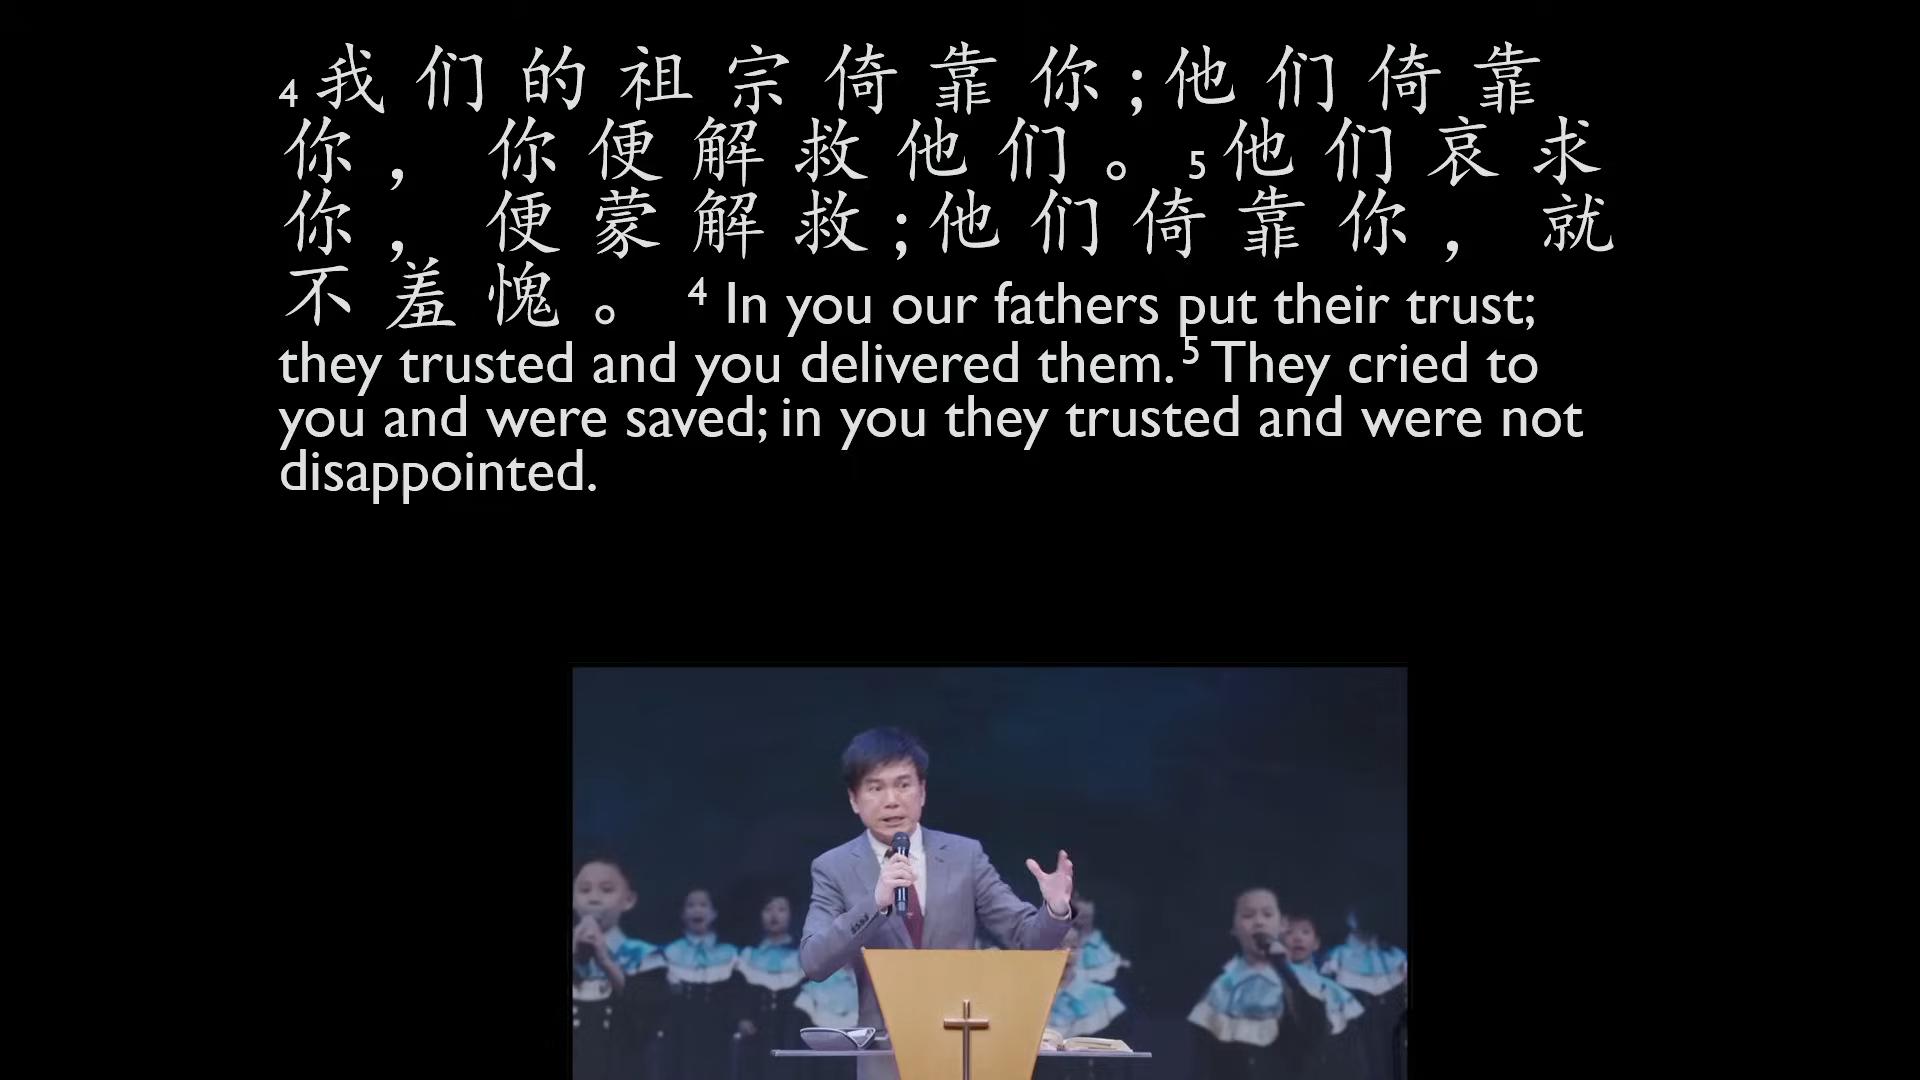 4我们的祖宗倚靠你;他们倚靠
你，你便解救他们。5他们哀求
你，便蒙解救;他们倚靠你，就
不羞愧。 4 In you our fathers put their trust;
they trusted and you delivered them.5 They cried to
you and were saved; in you they trusted and were not
disappointed.